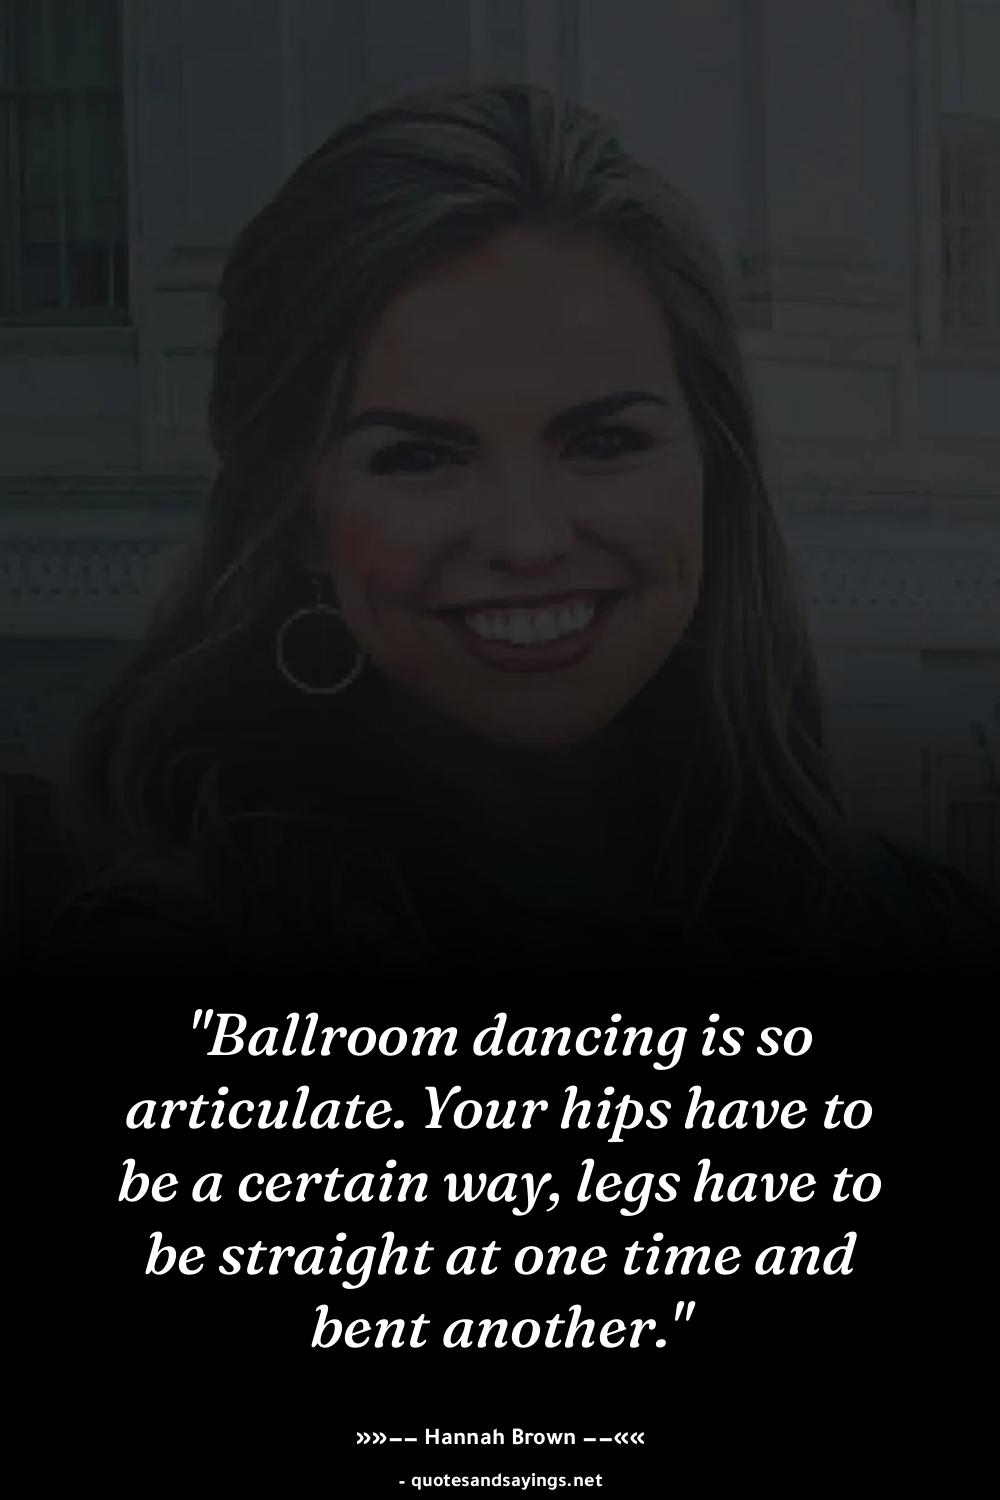 "Ballroom dancing is so
articulate. Your hips have to
be a certain way, legs have to
be straight at one time and
bent another."
»»−− Hannah Brown −−««
- quotesandsayings.net